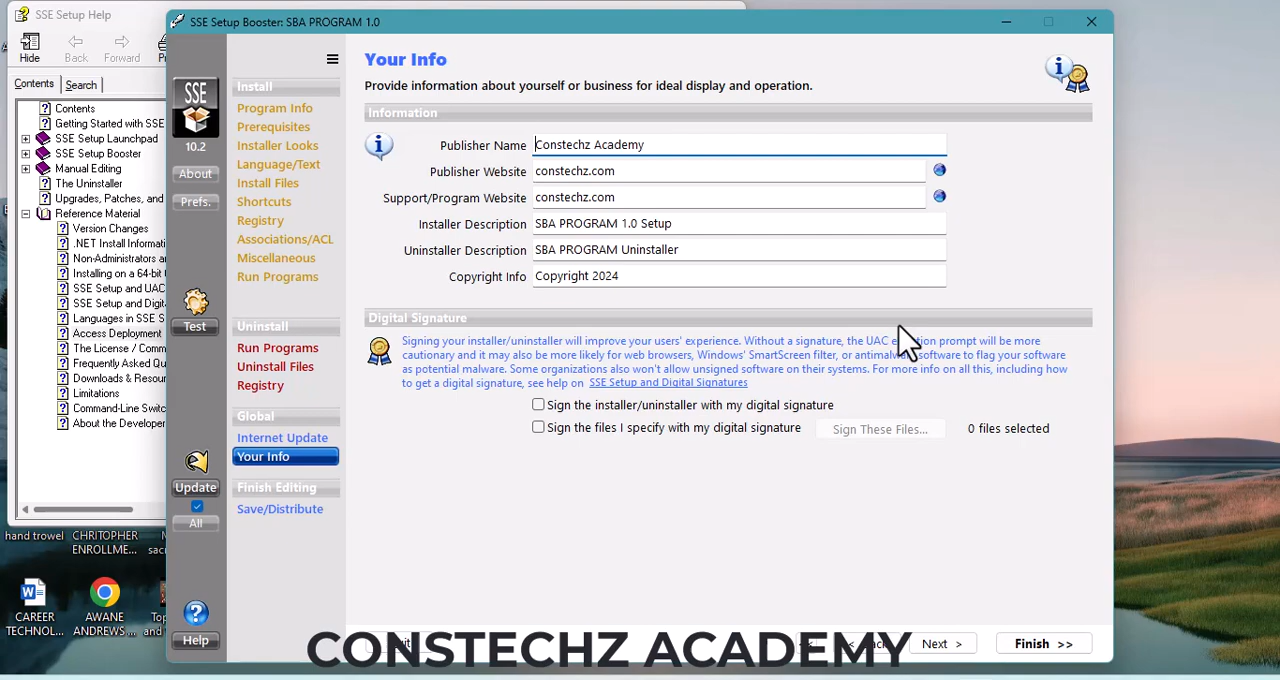 SSE Setup Help
Hide
Back
Forward
Contents
Search
Contents
Getting Started with SSE
SSE Setup Launchpad
SSE Setup Booster
Manual Editing
The Uninstaller
Upgrades, Patches, and
Reference Material
Version Changes
.NET Install Informati
Non-Administrators a
Installing on a 64-bit
SSE Setup and UAC
SSE Setup and Digita
Languages in SSE S
Access Deployment
The License / Comm
Frequently Asked Qu
Downloads & Resour
Limitations
Command-Line Switc
About the Developer
hand trowel
CHRITOPHER
ENROLLME...
CAREER
TECHNOL...
AWANE
ANDREWS ...
SSE Setup Booster: SBA PROGRAM 1.0
SSE
10.2
About
Prefs.
Test
Update
All
Help
Install
Program Info
Prerequisites
Installer Looks
Language/Text
Install Files
Shortcuts
Registry
Associations/ACL
Miscellaneous
Run Programs
Uninstall
Run Programs
Uninstall Files
Registry
Global
Internet Update
Your Info
Finish Editing
Save/Distribute
Your Info
Provide information about yourself or business for ideal display and operation.
Information
Publisher Name Constechz Academy
Publisher Website constechz.com
Support/Program Website constechz.com
Installer Description SBA PROGRAM 1.0 Setup
Uninstaller Description SBA PROGRAM Uninstaller
Copyright Info Copyright 2024
Digital Signature
Signing your installer/uninstaller will improve your users' experience. Without a signature, the UAC prompt will be more
cautionary and it may also be more likely for web browsers, Windows' SmartScreen filter, or antimalware software to flag your software
as potential malware. Some organizations also won't allow unsigned software on their systems. For more info on all this, including how
to get a digital signature, see help on SSE Setup and Digital Signatures
Sign the installer/uninstaller with my digital signature
Sign the files I specify with my digital signature Sign These Files... 0 files selected
Next >
Finish >>
CONSTECHZ ACADEMY